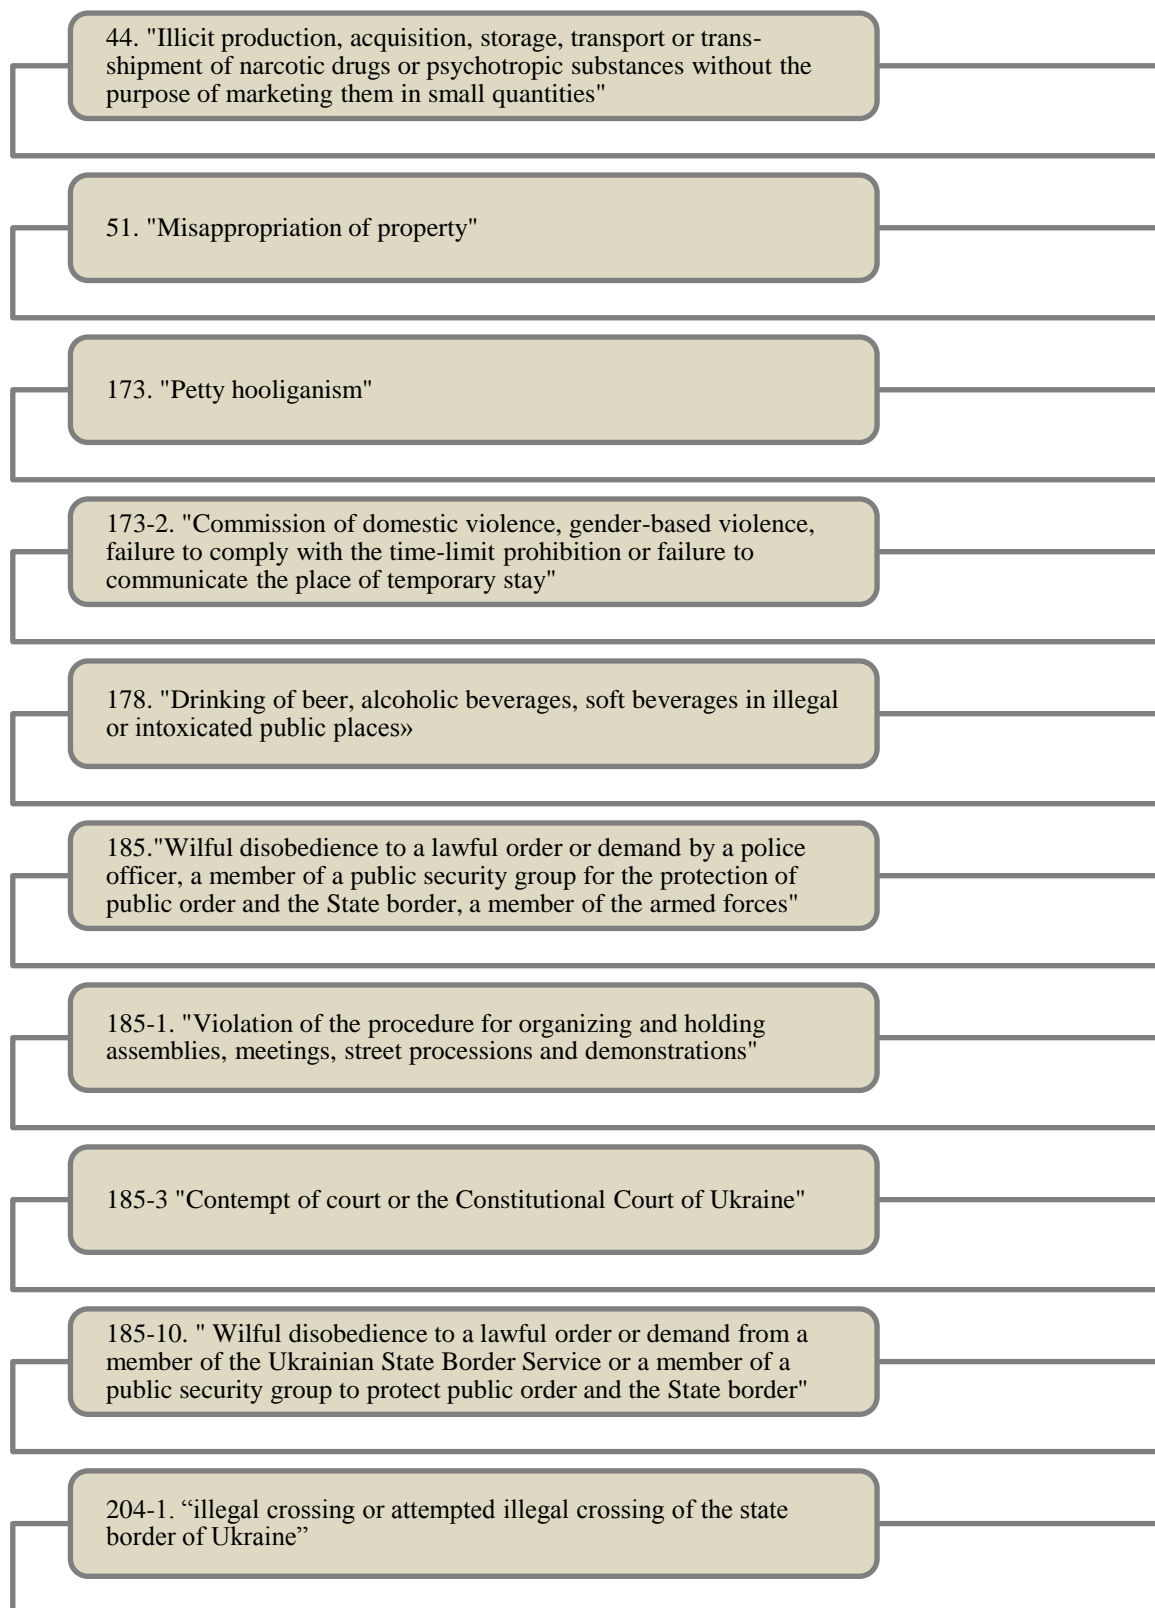 44. "Illicit production, acquisition, storage, transport or trans-
shipment of narcotic drugs or psychotropic substances without the
purpose of marketing them in small quantities"
51. "Misappropriation of property"
173. "Petty hooliganism"
173-2. "Commission of domestic violence, gender-based violence,
failure to comply with the time-limit prohibition or failure to
communicate the place of temporary stay"
178. "Drinking of beer, alcoholic beverages, soft beverages in illegal
or intoxicated public places»
185."Wilful disobedience to a lawful order or demand by a police
officer, a member of a public security group for the protection of
public order and the State border, a member of the armed forces"
185-1. "Violation of the procedure for organizing and holding
assemblies, meetings, street processions and demonstrations"
185-3 "Contempt of court or the Constitutional Court of Ukraine"
185-10. " Wilful disobedience to a lawful order or demand from a
member of the Ukrainian State Border Service or a member of a
public security group to protect public order and the State border"
204-1. “illegal crossing or attempted illegal crossing of the state
border of Ukraine”